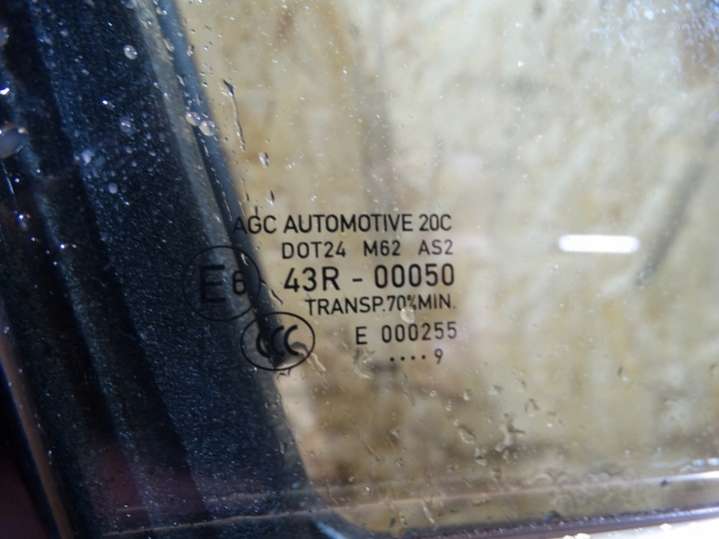 AGC AUTOMOTIVE 20C
DOT24 M62 AS2
E6 43R - 00050
TRANSP.70%MIN.
CCC E 000255
.... 9